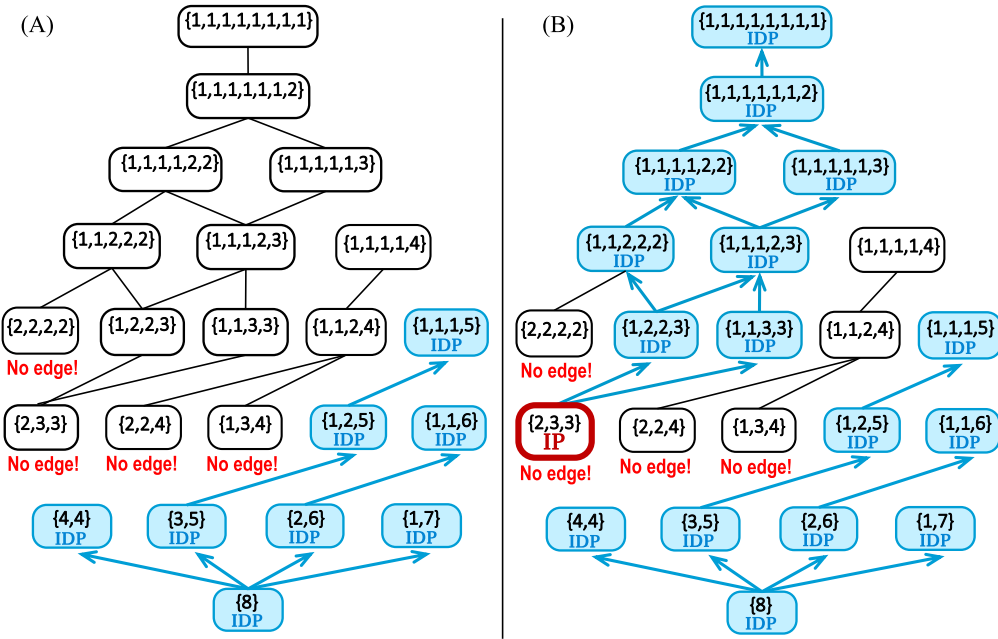 (A)
{1,1,1,1,1,1,1,1}
{1,1,1,1,1,1,2}
{1,1,1,1,2,2}
{1,1,1,1,1,3}
{1,1,2,2,2}
{1,1,1,2,3}
{1,1,1,1,4}
{2,2,2,2}
No edge!
{1,2,2,3}
{1,1,3,3}
{1,1,2,4}
{1,1,1,5}
IDP
{2,3,3}
No edge!
{2,2,4}
No edge!
{1,3,4}
No edge!
{1,2,5}
IDP
{1,1,6}
IDP
{4,4}
IDP
{3,5}
IDP
{2,6}
IDP
{1,7}
IDP
{8}
IDP
(B)
{1,1,1,1,1,1,1,1}
IDP
{1,1,1,1,1,1,2}
IDP
{1,1,1,1,2,2}
IDP
{1,1,1,1,1,3}
IDP
{1,1,2,2,2}
IDP
{1,1,1,2,3}
IDP
{1,1,1,1,4}
{2,2,2,2}
No edge!
{1,2,2,3}
IDP
{1,1,3,3}
IDP
{1,1,2,4}
{1,1,1,5}
IDP
{2,3,3}
IP
No edge!
{2,2,4}
No edge!
{1,3,4}
No edge!
{1,2,5}
IDP
{1,1,6}
IDP
{4,4}
IDP
{3,5}
IDP
{2,6}
IDP
{1,7}
IDP
{8}
IDP